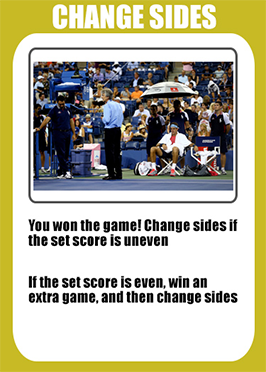 CHANGE SIDES
You won the game! Change sides if
the set score is uneven
If the set score is even, win an
extra game, and then change sides